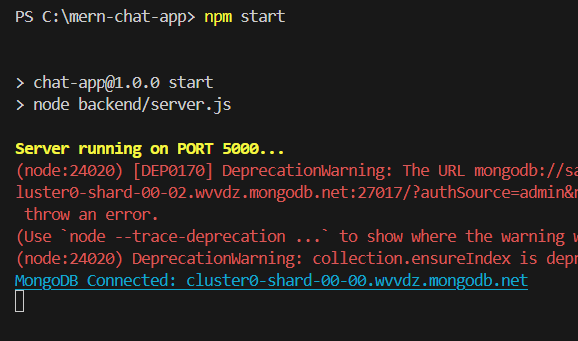 PS C:\mern-chat-app> npm start
> chat-app@1.0.0 start
> node backend/server.js
Server running on PORT 5000...
(node:24020) [DEP0170] DeprecationWarning: The URL mongodb://sa
luster0-shard-00-02.wvvdz.mongodb.net:27017/?authSource=admin&r
throw an error.
(Use `node --trace-deprecation ...` to show where the warning w
(node:24020) DeprecationWarning: collection.ensureIndex is depr
MongoDB Connected: cluster0-shard-00-00.wvvdz.mongodb.net